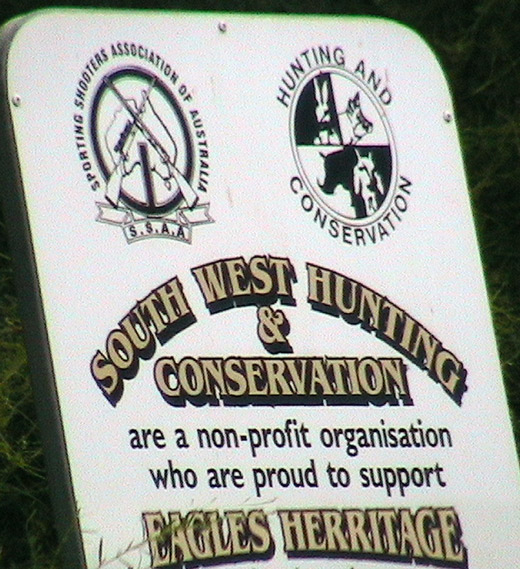 SPORTING SHOOTERS ASSOCIATION OF AUSTRALIA
S.S.A.A
HUNTING AND
CONSERVATION
SOUTH WEST HUNTING
&
CONSERVATION
are a non-profit organisation
who are proud to support
EAGLES HERRITAGE